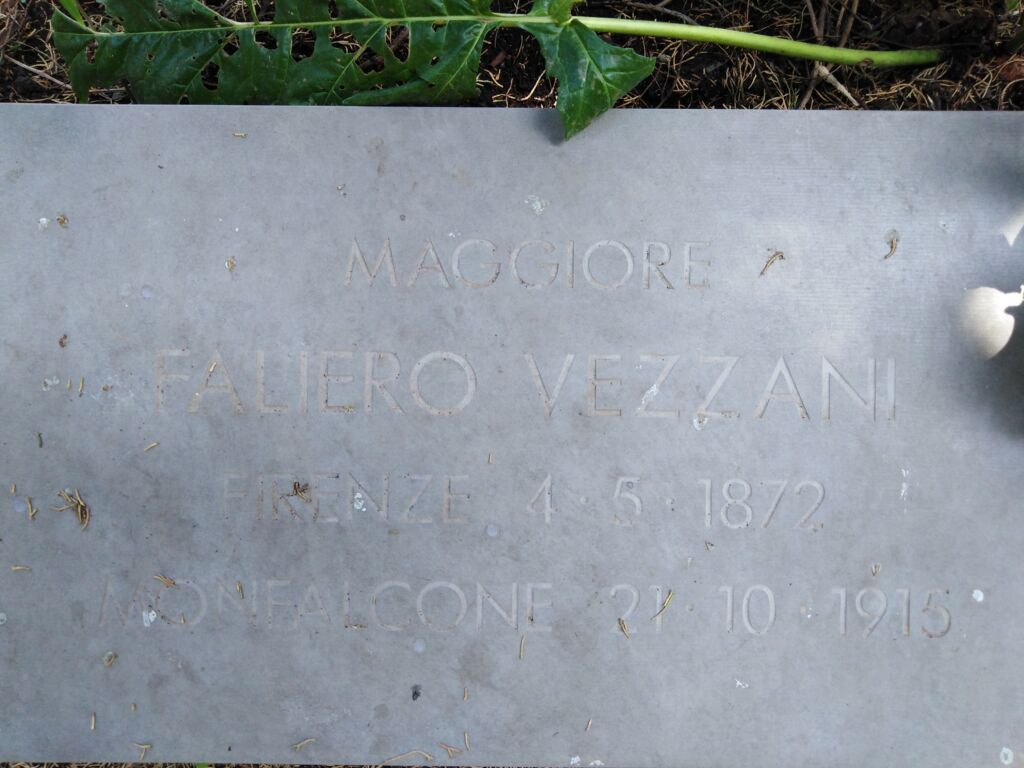 MAGGIORE
FALIERO VEZZANI
FIRENZE 4·5·1872
MONFALCONE 21·10·1915